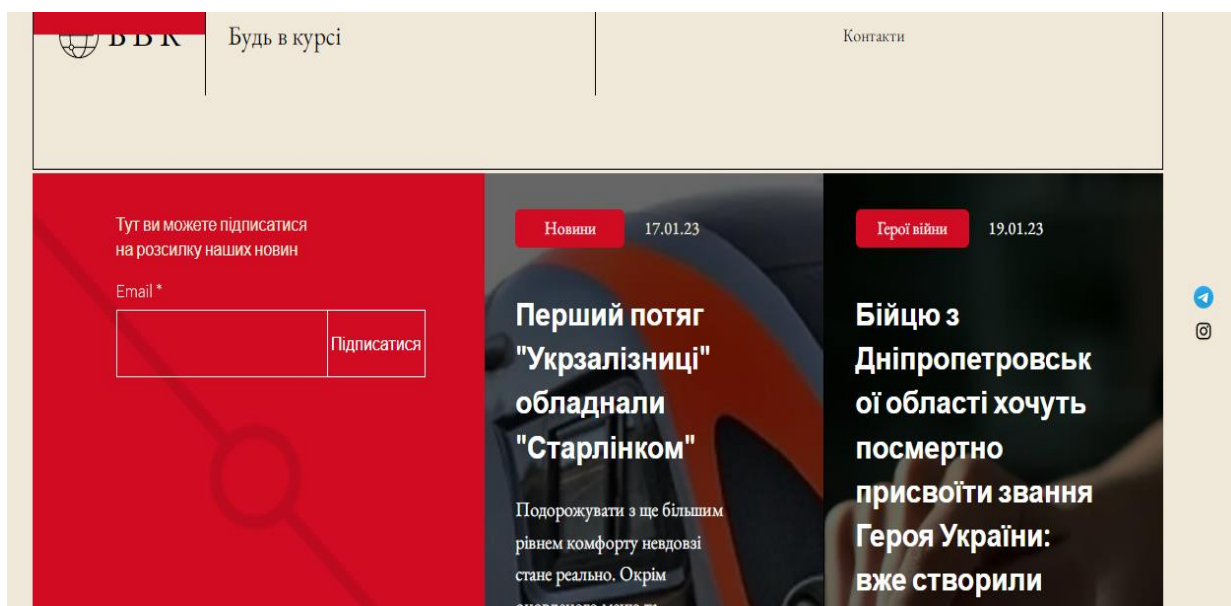 Будь в курсі
Контакти
Тут ви можете підписатися
на розсилку наших новин
Email *
Підписатися
Новини 17.01.23
Перший потяг
"Укрзалізниці"
обладнали
"Старлінком"
Подорожувати з ще більшим
рівнем комфорту невдовзі
стане реально. Окрім
Герої війни 19.01.23
Бійцю з
Дніпропетровськ
ої області хочуть
посмертно
присвоїти звання
Героя України:
вже створили